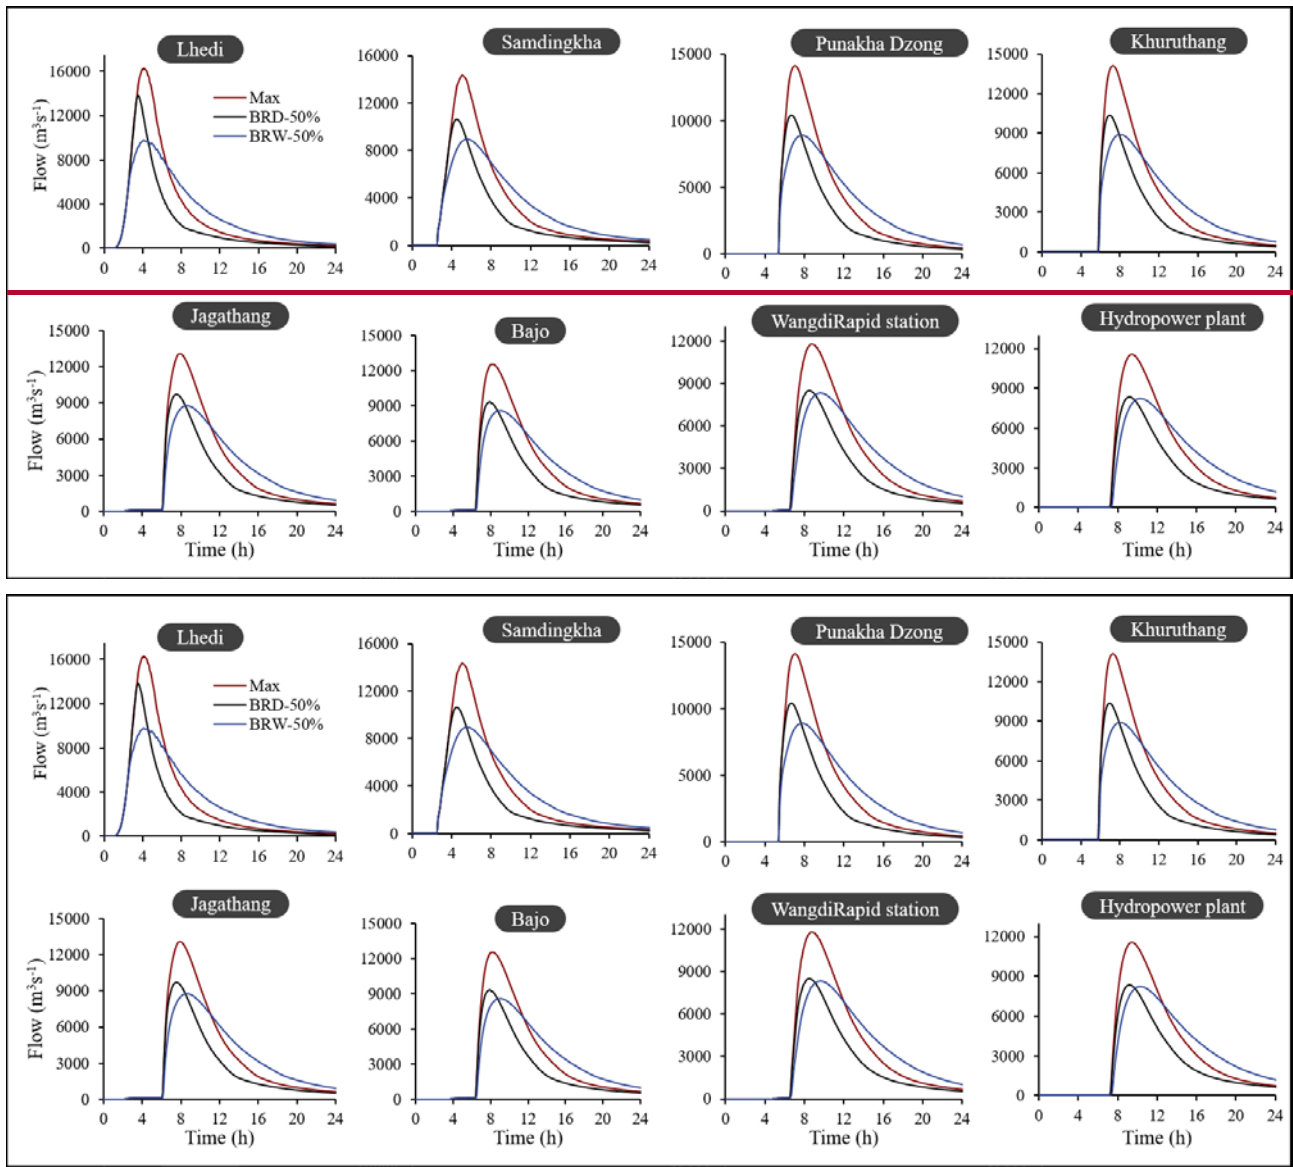 Lhedi Samdingkha Punakha Dzong Khuruthang
16000 16000 15000 15000
12000 12000 10000 12000
8000 8000 5000 9000
4000 4000 0 6000
0 0 3000
0
Flow (m³s⁻¹)
Max
BRD-50%
BRW-50%
0 4 8 12 16 20 24 0 4 8 12 16 20 24 0 4 8 12 16 20 24 0 4 8 12 16 20 24
Jagathang Bajo WangdiRapid station Hydropower plant
15000 15000 12000 12000
12000 12000 9000 9000
9000 9000 6000 6000
6000 6000 3000 3000
3000 3000 0 0
0 0
Flow (m³s⁻¹)
0 4 8 12 16 20 24 0 4 8 12 16 20 24 0 4 8 12 16 20 24 0 4 8 12 16 20 24
Time (h) Time (h) Time (h) Time (h)
Lhedi Samdingkha Punakha Dzong Khuruthang
16000 16000 15000 15000
12000 12000 10000 12000
8000 8000 5000 9000
4000 4000 0 6000
0 0 3000
0
Flow (m³s⁻¹)
Max
BRD-50%
BRW-50%
0 4 8 12 16 20 24 0 4 8 12 16 20 24 0 4 8 12 16 20 24 0 4 8 12 16 20 24
Jagathang Bajo WangdiRapid station Hydropower plant
15000 15000 12000 12000
12000 12000 9000 9000
9000 9000 6000 6000
6000 6000 3000 3000
3000 3000 0 0
0 0
Flow (m³s⁻¹)
0 4 8 12 16 20 24 0 4 8 12 16 20 24 0 4 8 12 16 20 24 0 4 8 12 16 20 24
Time (h) Time (h) Time (h) Time (h)